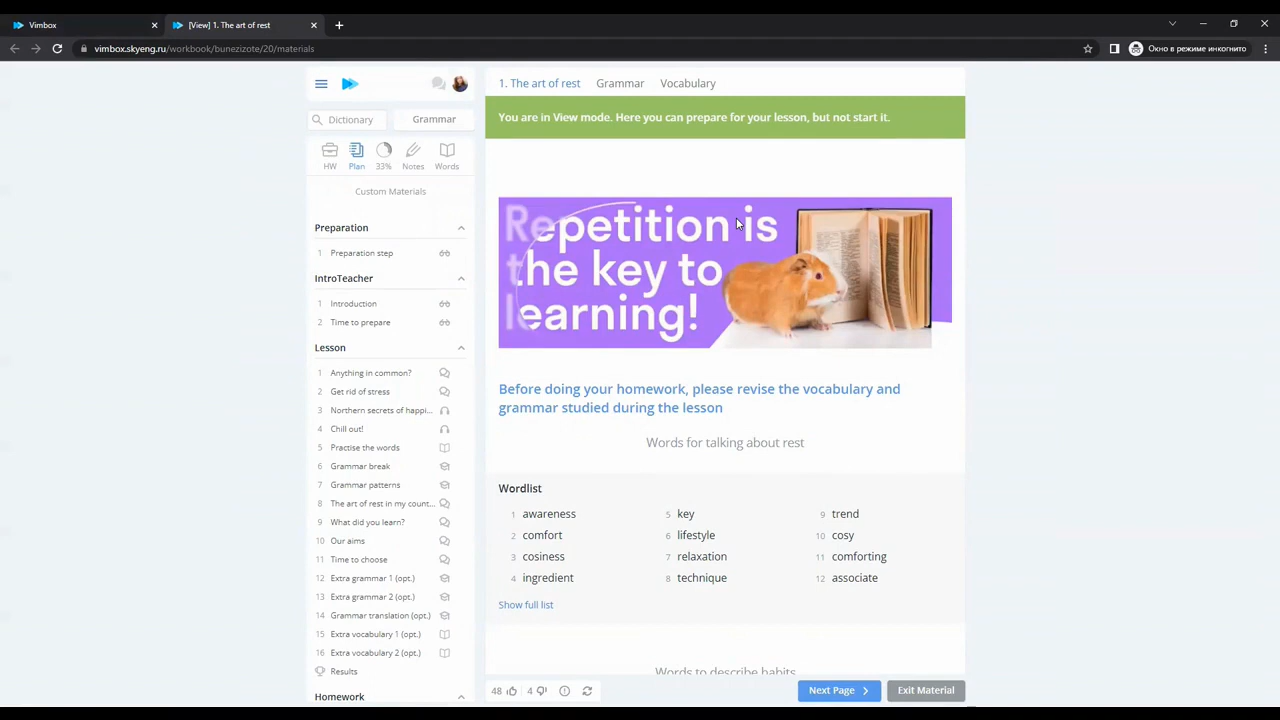 Vimbox
[View] 1. The art of rest
vimbox.skyeng.ru/workbook/bunezizote/20/materials
Окно в режиме инкогнито
1. The art of rest Grammar Vocabulary
You are in View mode. Here you can prepare for your lesson, but not start it.
Dictionary
Grammar
HW Plan 33% Notes Words
Custom Materials
Preparation
1 Preparation step
IntroTeacher
1 Introduction
2 Time to prepare
Lesson
1 Anything in common?
2 Get rid of stress
3 Northern secrets of happi...
4 Chill out!
5 Practise the words
6 Grammar break
7 Grammar patterns
8 The art of rest in my count...
9 What did you learn?
10 Our aims
11 Time to choose
12 Extra grammar 1 (opt.)
13 Extra grammar 2 (opt.)
14 Grammar translation (opt.)
15 Extra vocabulary 1 (opt.)
16 Extra vocabulary 2 (opt.)
Results
Homework
Repetition is
the key to
learning!
Before doing your homework, please revise the vocabulary and
grammar studied during the lesson
Words for talking about rest
Wordlist
1 awareness 5 key 9 trend
2 comfort 6 lifestyle 10 cosy
3 cosiness 7 relaxation 11 comforting
4 ingredient 8 technique 12 associate
Show full list
Words to describe habits
48 4
Next Page
Exit Material